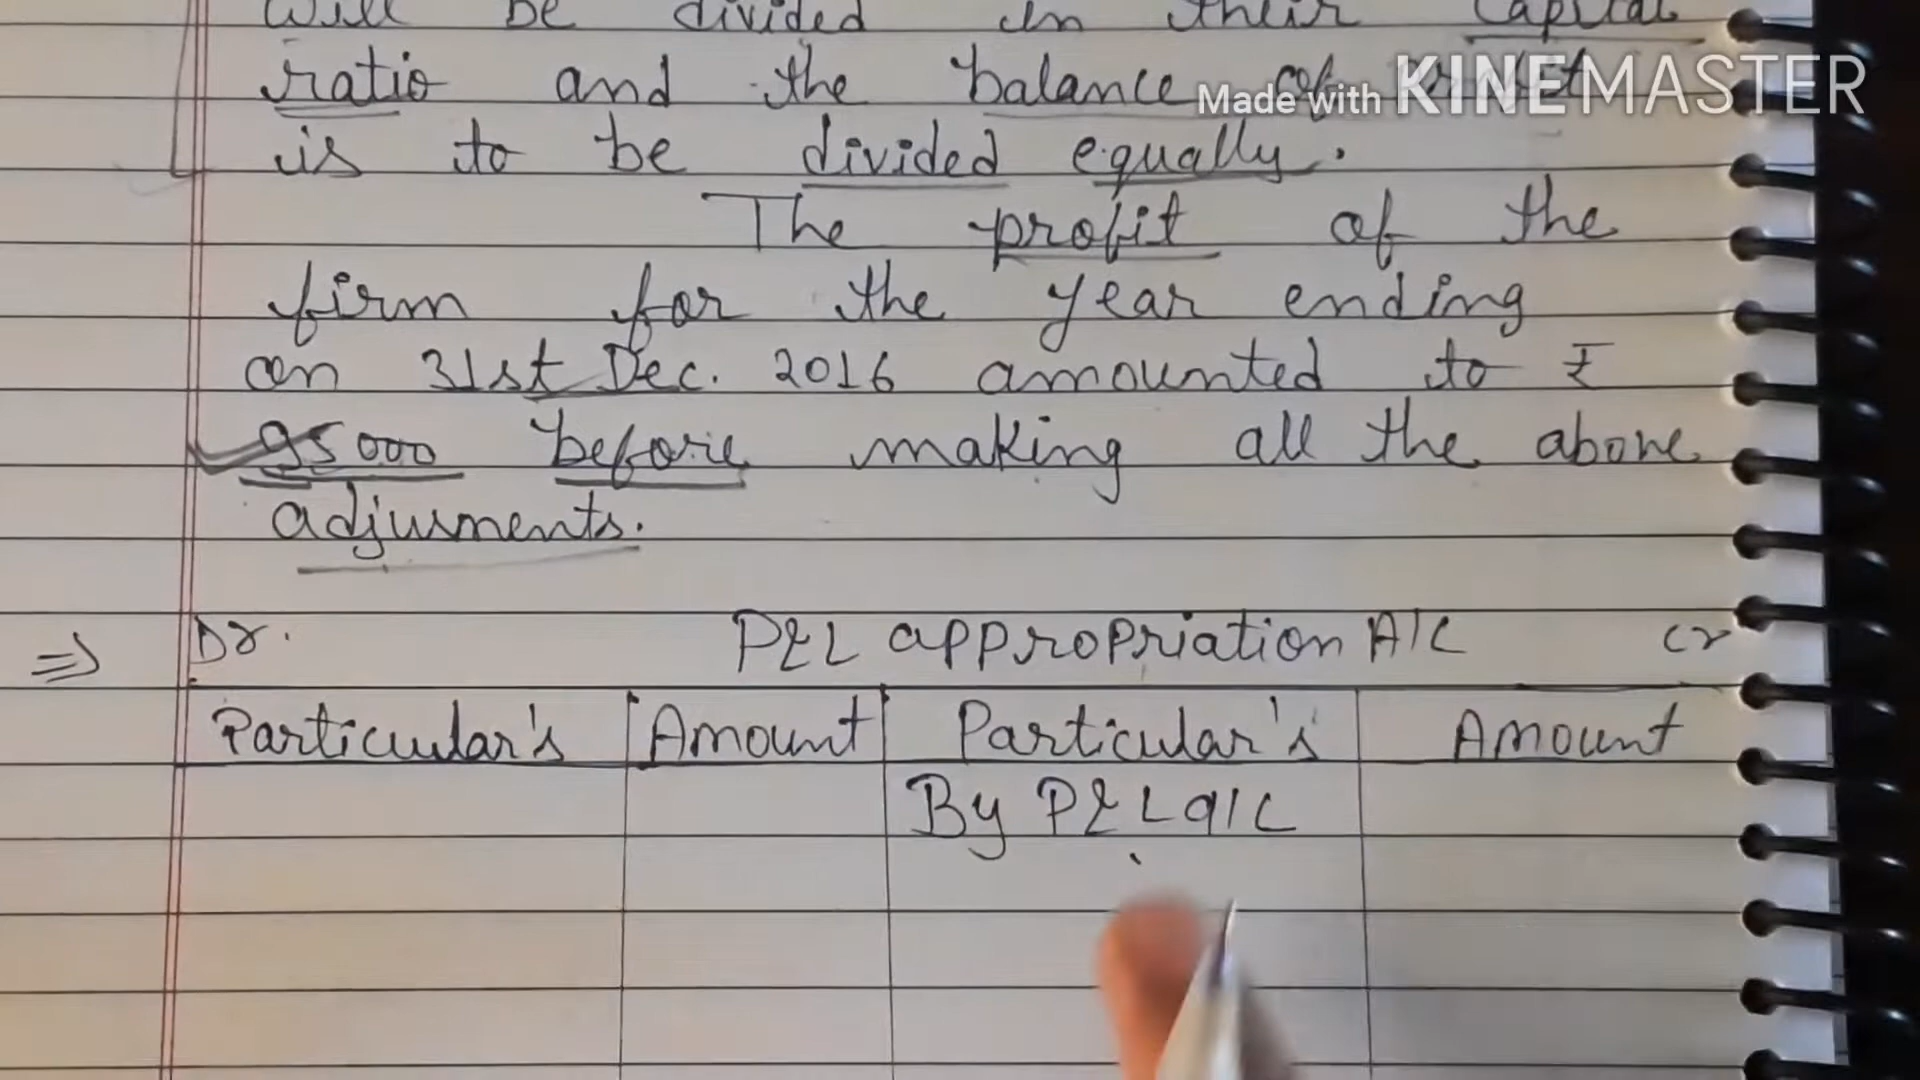 will be divided in their capital
ratio and the balance of profit
Made with KINEMASTER
is to be divided equally.
The profit of the
firm for the year ending
on 31st Dec. 2016 amounted to ₹
95000 before making all the above
adjusments.
⇒ Dr. P&L appropriation A/C Cr
Particular's Amount Particular's Amount
By P&L a/c